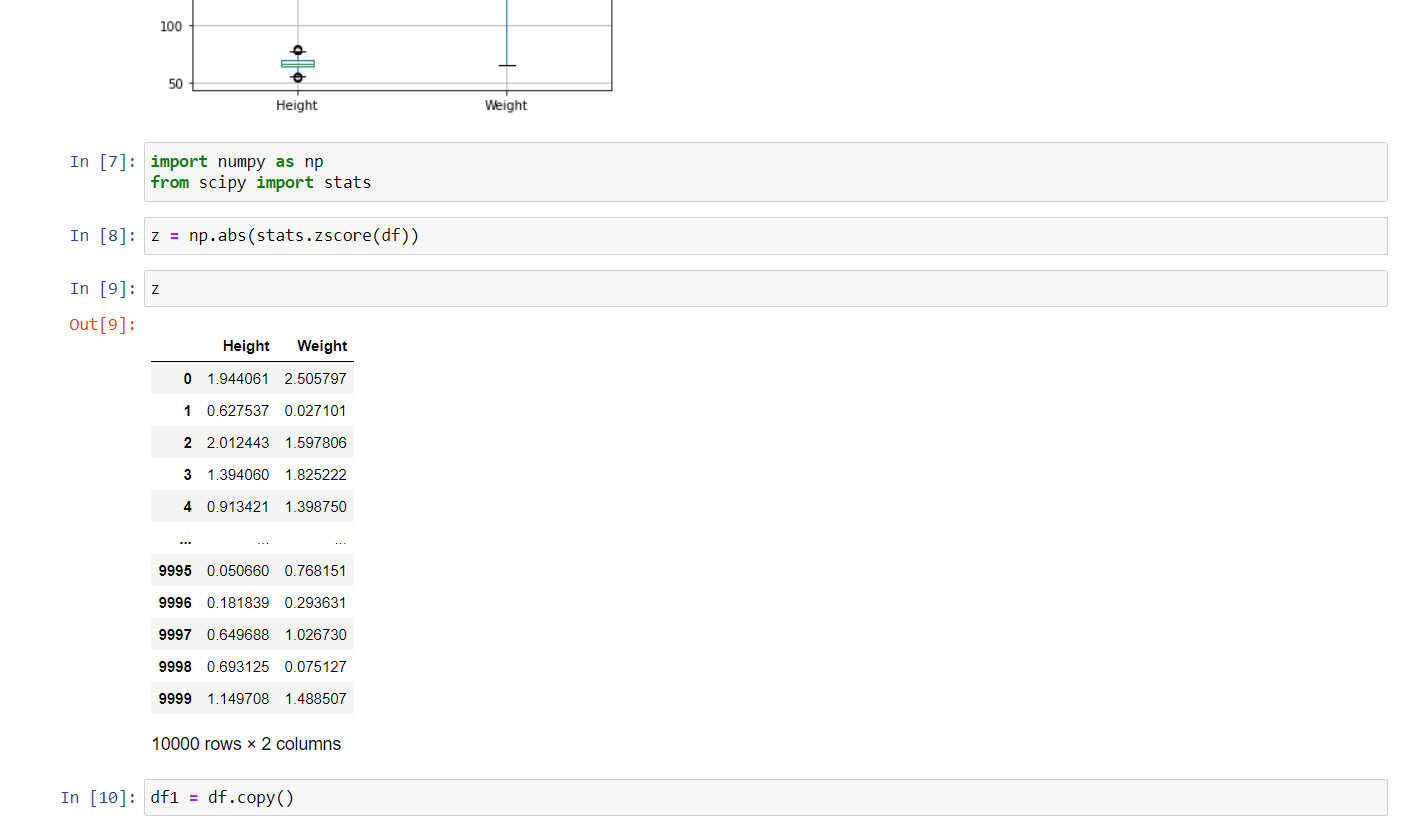 100
50
Height Weight
In [7]: import numpy as np
from scipy import stats
In [8]: z = np.abs(stats.zscore(df))
In [9]: z
Out[9]:
Height Weight
0 1.944061 2.505797
1 0.627537 0.027101
2 2.012443 1.597806
3 1.394060 1.825222
4 0.913421 1.398750
... ... ...
9995 0.050660 0.768151
9996 0.181839 0.293631
9997 0.649688 1.026730
9998 0.693125 0.075127
9999 1.149708 1.488507
10000 rows × 2 columns
In [10]: df1 = df.copy()